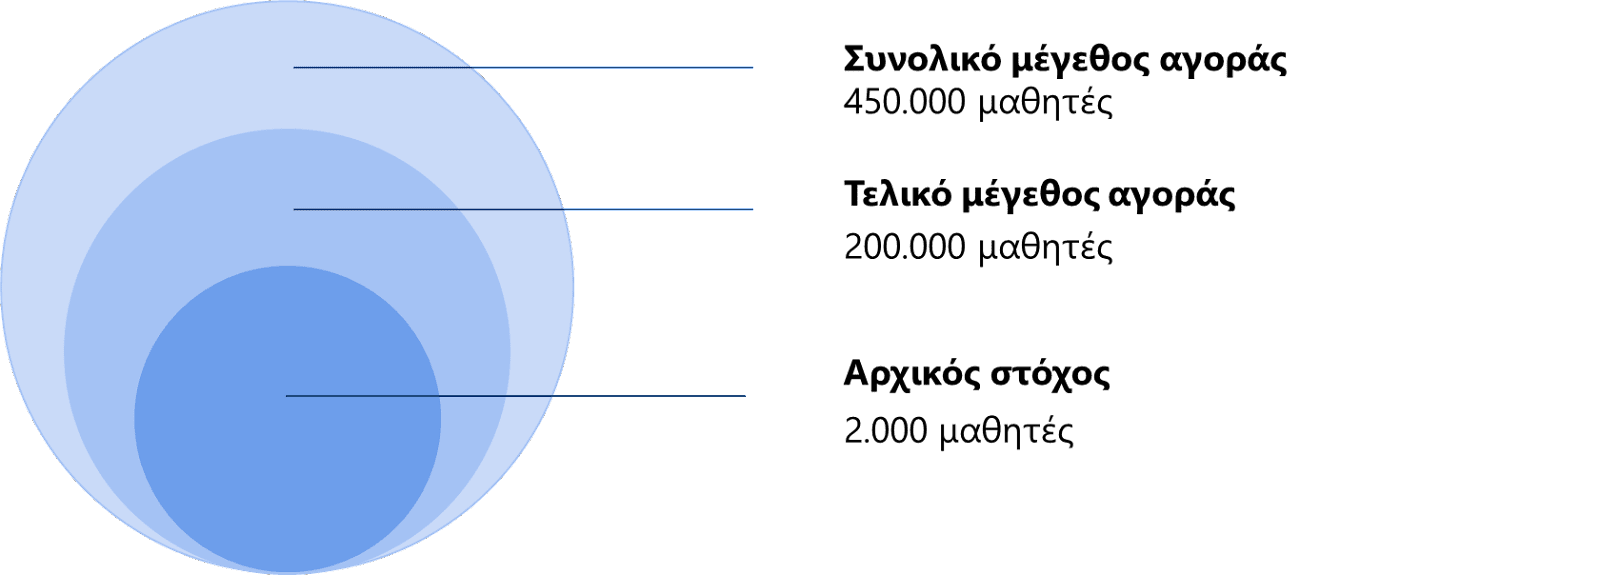 Συνολικό μέγεθος αγοράς
450.000 μαθητές
Τελικό μέγεθος αγοράς
200.000 μαθητές
Αρχικός στόχος
2.000 μαθητές